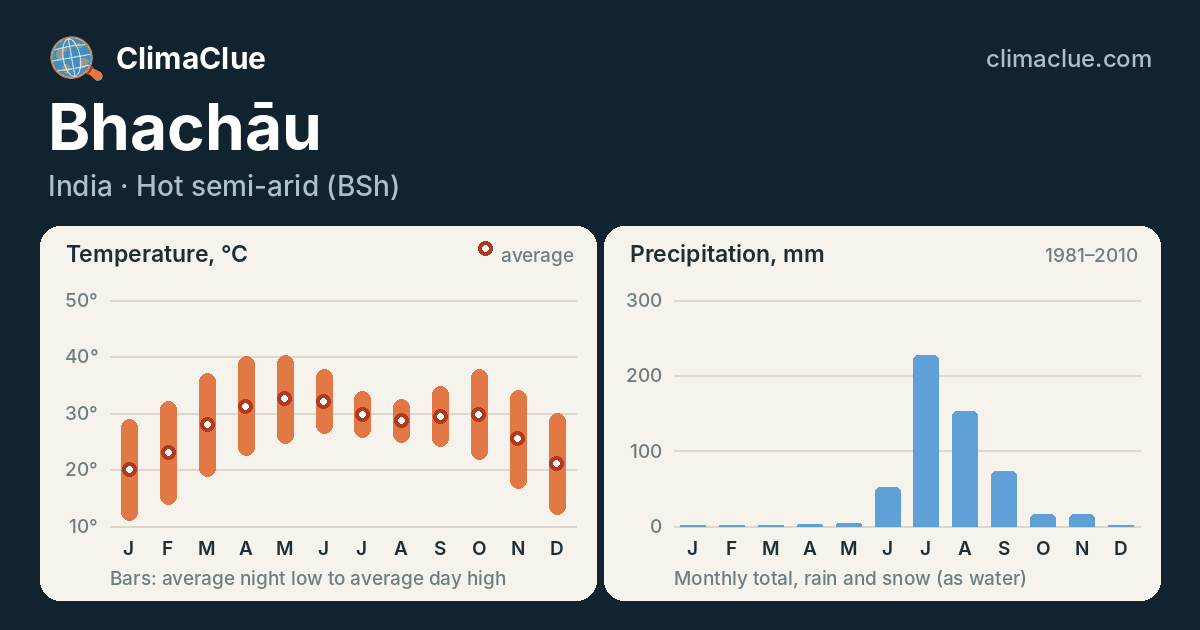 ClimaClue
climaclue.com
Bhachāu
India · Hot semi-arid (BSh)
Temperature, °C
average
50°
40°
30°
20°
10°
J F M A M J J A S O N D
Bars: average night low to average day high
Precipitation, mm
1981–2010
300
200
100
0
J F M A M J J A S O N D
Monthly total, rain and snow (as water)